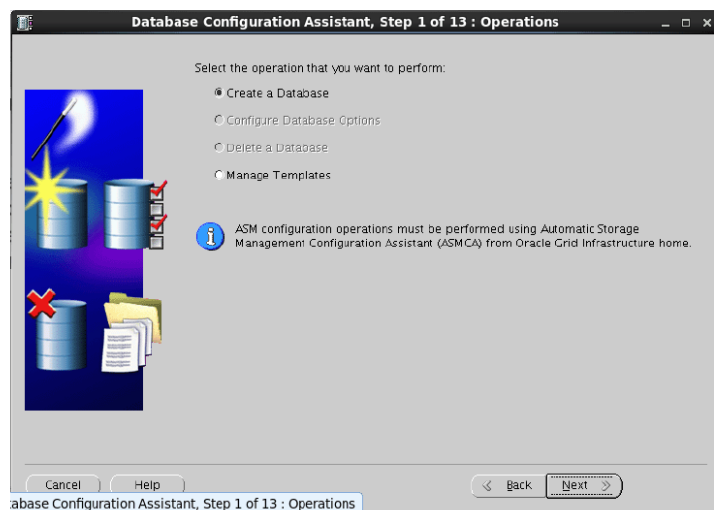 Database Configuration Assistant, Step 1 of 13 : Operations
Select the operation that you want to perform:
Create a Database
Configure Database Options
Delete a Database
Manage Templates
ASM configuration operations must be performed using Automatic Storage
Management Configuration Assistant (ASMCA) from Oracle Grid Infrastructure home.
Cancel Help Back Next
tabase Configuration Assistant, Step 1 of 13 : Operations